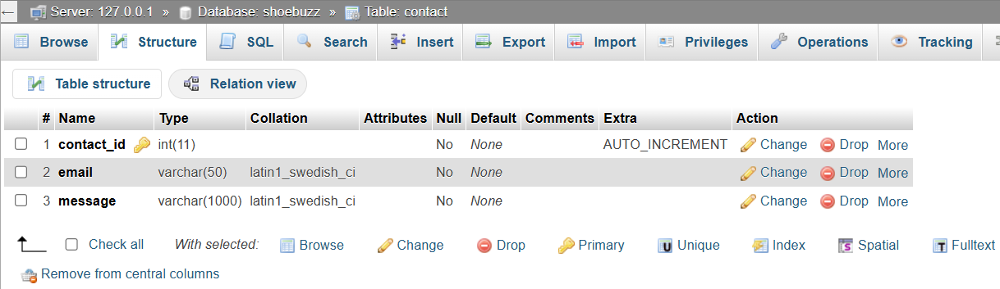 ← Server: 127.0.0.1 » Database: shoebuzz » Table: contact
Browse Structure SQL Search Insert Export Import Privileges Operations Tracking
Table structure Relation view
# Name Type Collation Attributes Null Default Comments Extra Action
1 contact_id int(11) No None AUTO_INCREMENT Change Drop More
2 email varchar(50) latin1_swedish_ci No None Change Drop More
3 message varchar(1000) latin1_swedish_ci No None Change Drop More
Check all With selected: Browse Change Drop Primary Unique Index Spatial Fulltext
Remove from central columns